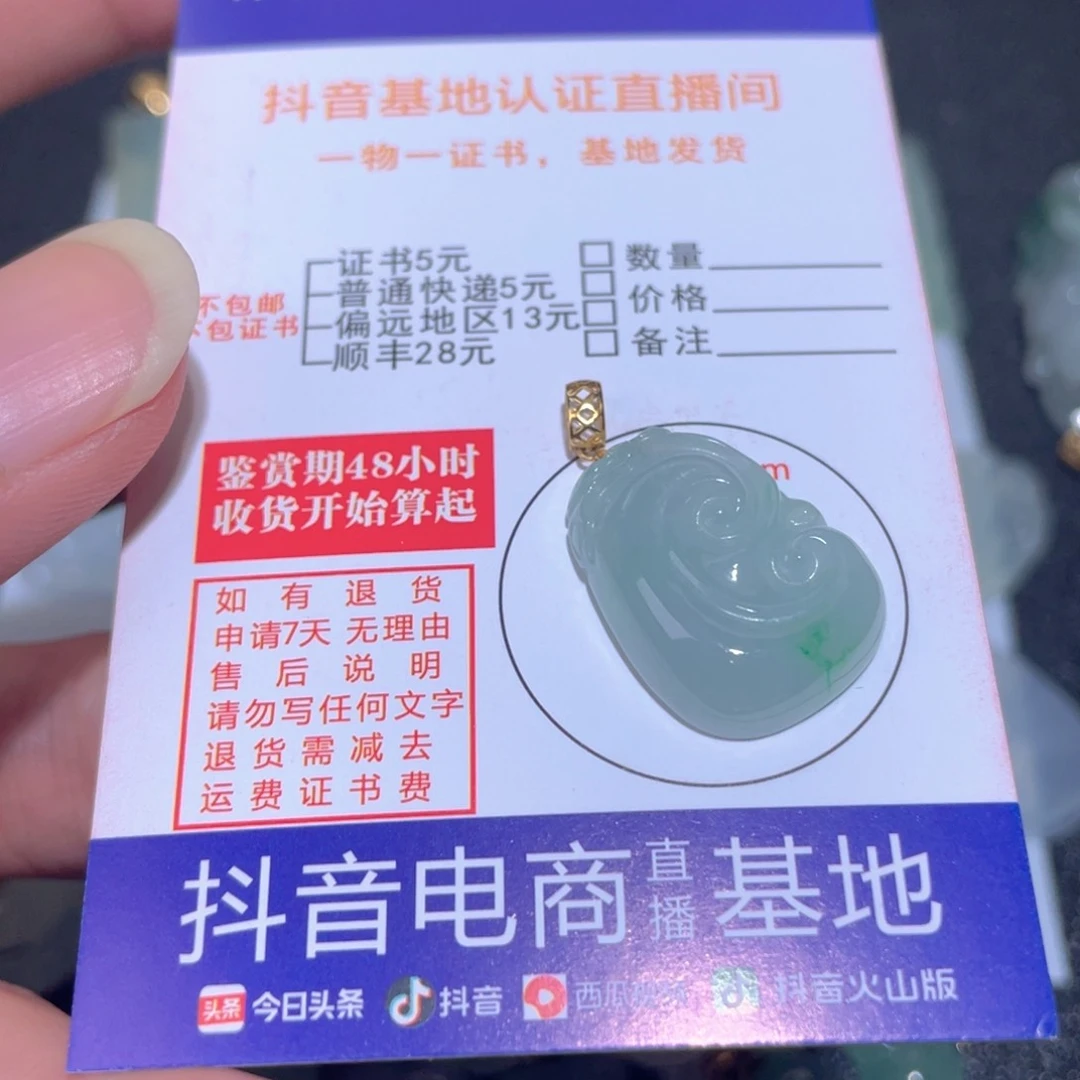 抖音基地认证直播间
一物一证书，基地发货
不包邮
不包证书
证书5元
普通快递5元
偏远地区13元
顺丰28元
数量
价格
备注
鉴赏期48小时
收货开始算起
m
如有退货
申请7天无理由
售后说明
请勿写任何文字
退货需减去
运费证书费
抖音电商直播基地
头条 今日头条 抖音 西瓜视频 抖音火山版